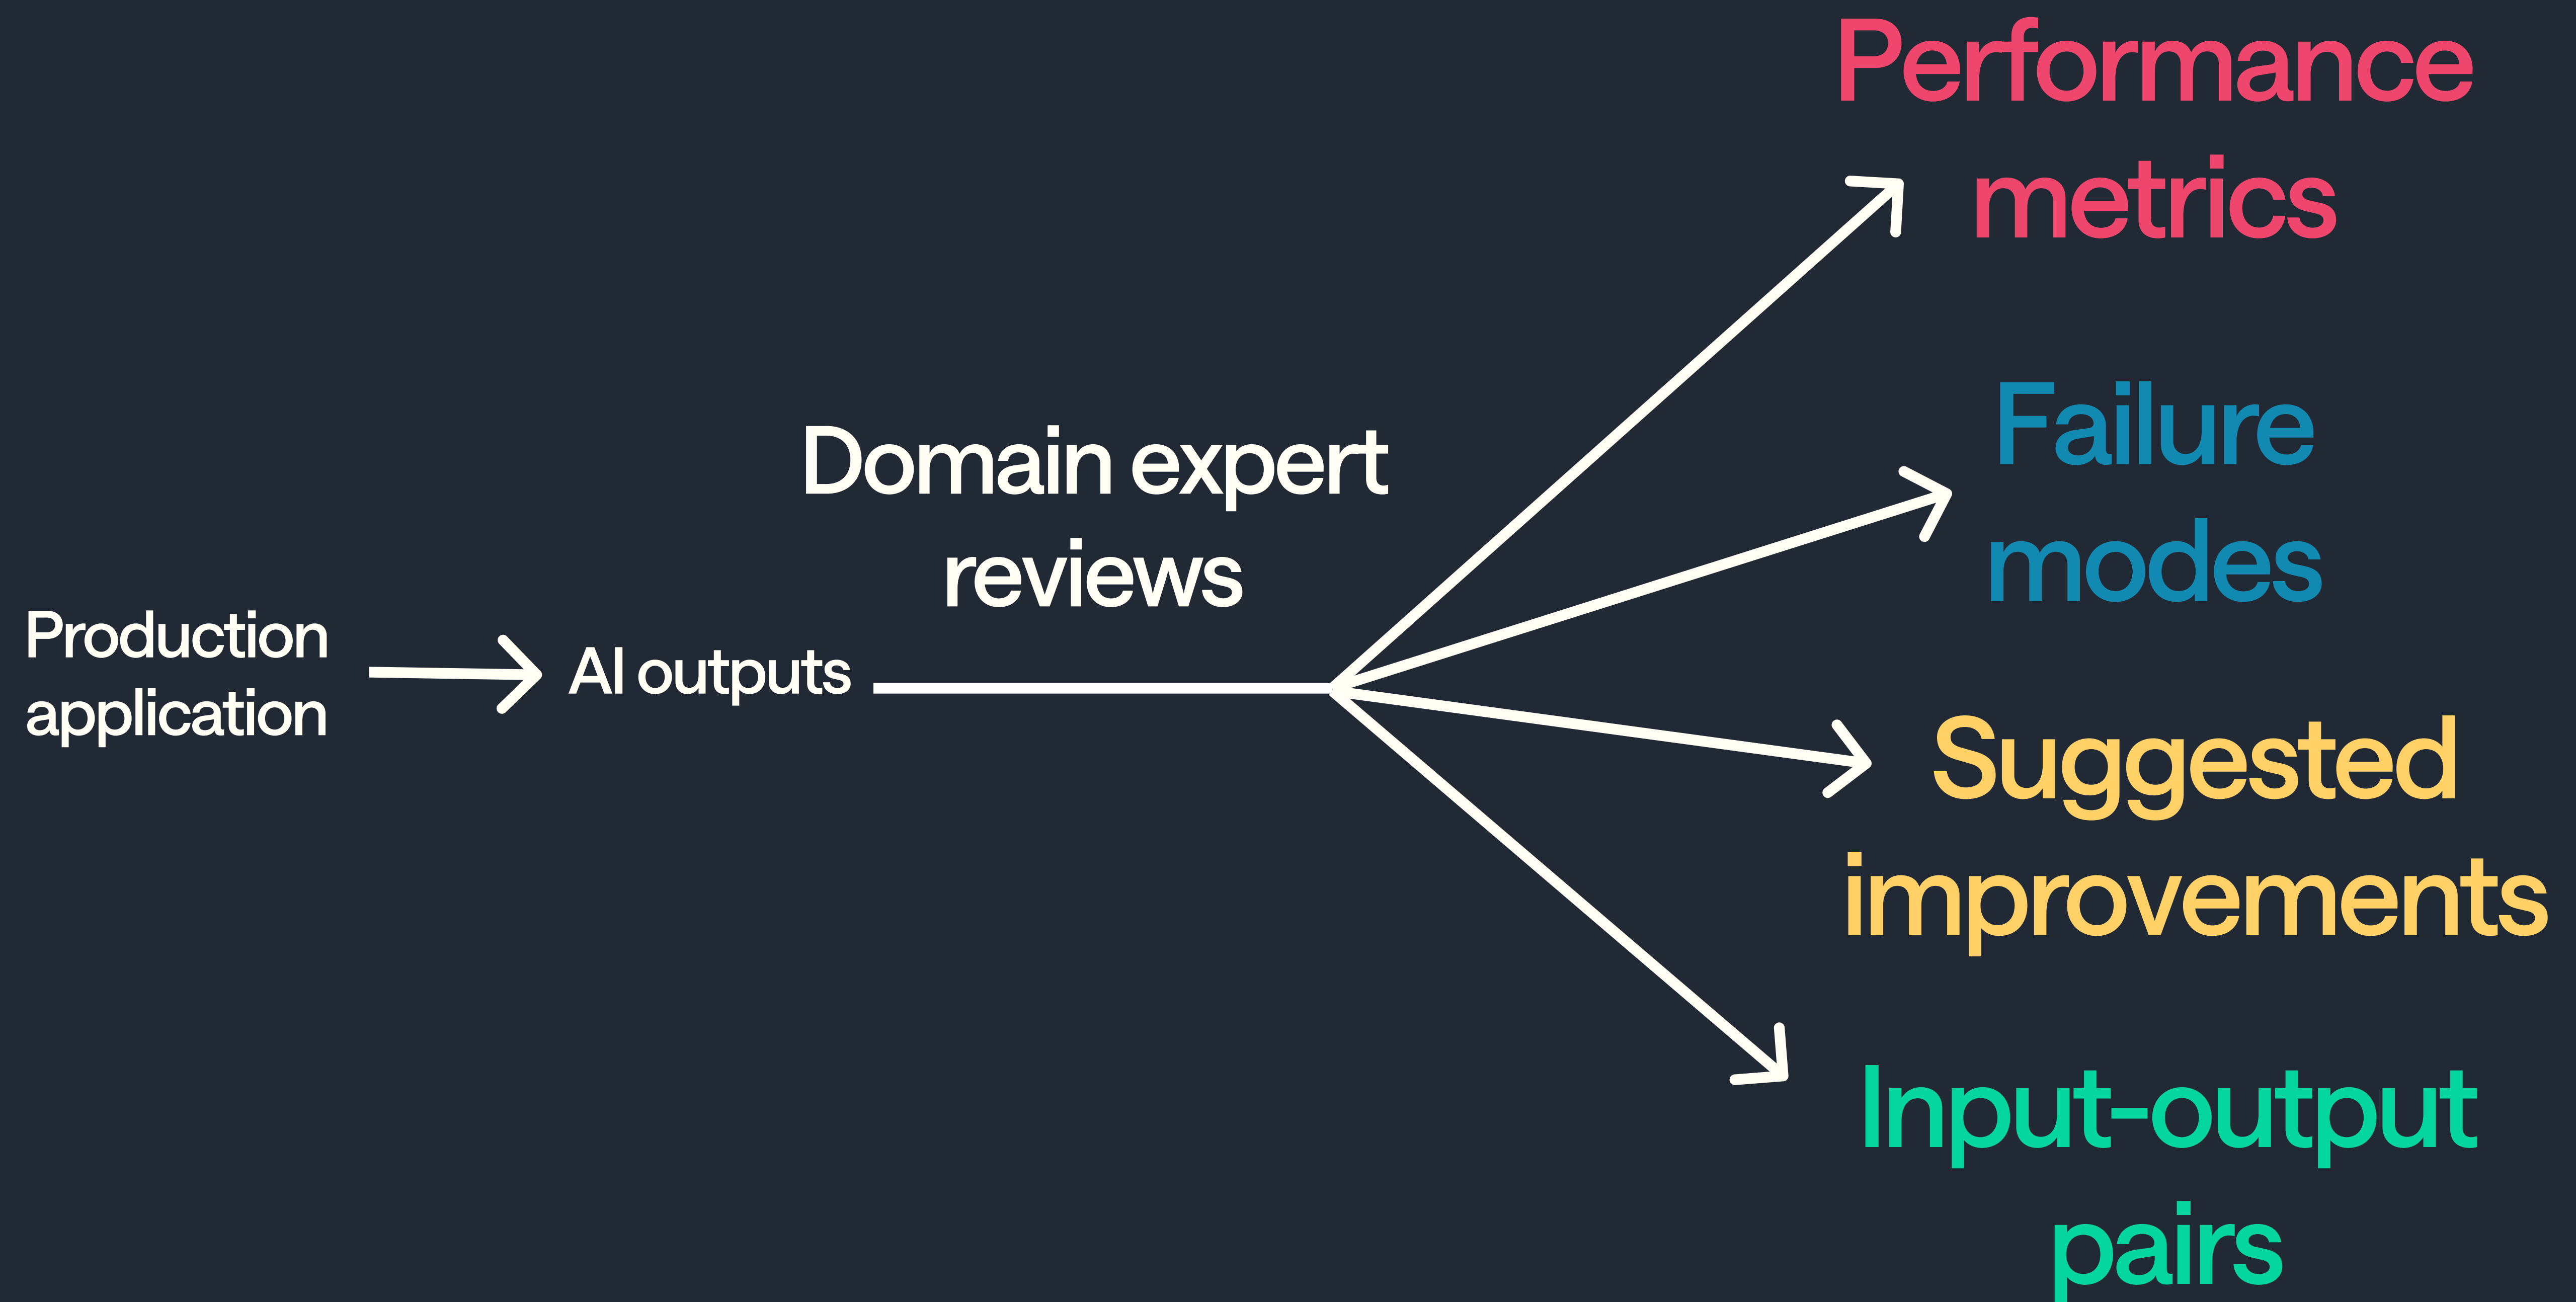 Production
application
AI outputs
Domain expert
reviews
Performance
metrics
Failure
modes
Suggested
improvements
Input-output
pairs